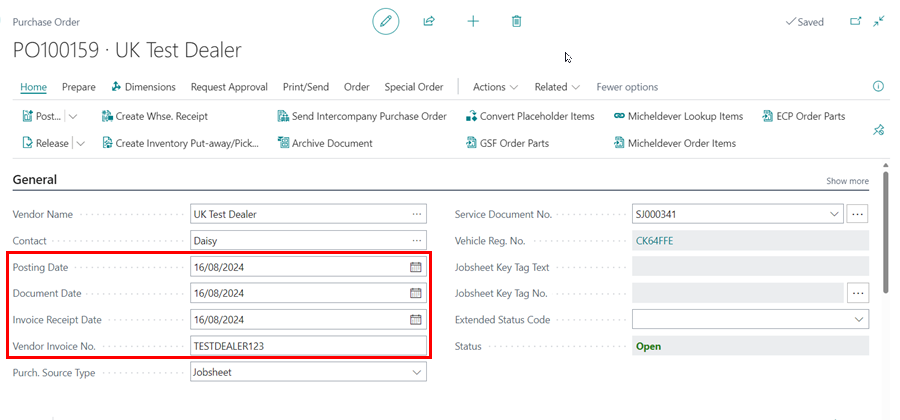 Purchase Order
Saved
PO100159 · UK Test Dealer
Home Prepare Dimensions Request Approval Print/Send Order Special Order Actions Related Fewer options
Post... Create Whse. Receipt Send Intercompany Purchase Order Convert Placeholder Items Micheldever Lookup Items ECP Order Parts
Release Create Inventory Put-away/Pick... Archive Document GSF Order Parts Micheldever Order Items
General Show more
Vendor Name UK Test Dealer Service Document No. SJ000341
Contact Daisy Vehicle Reg. No. CK64FFE
Posting Date 16/08/2024 Jobsheet Key Tag Text
Document Date 16/08/2024 Jobsheet Key Tag No.
Invoice Receipt Date 16/08/2024 Extended Status Code
Vendor Invoice No. TESTDEALER123 Status Open
Purch. Source Type Jobsheet